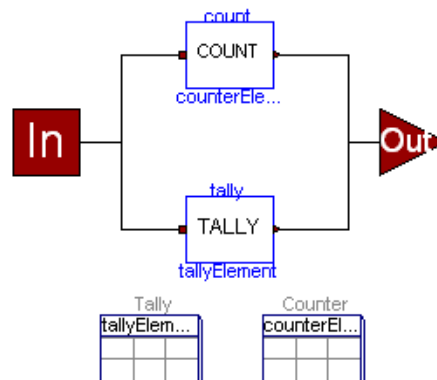 count
COUNT
counterEle...
In
Out
tally
TALLY
tallyElement
Tally
Counter
tallyElem...
counterEl...